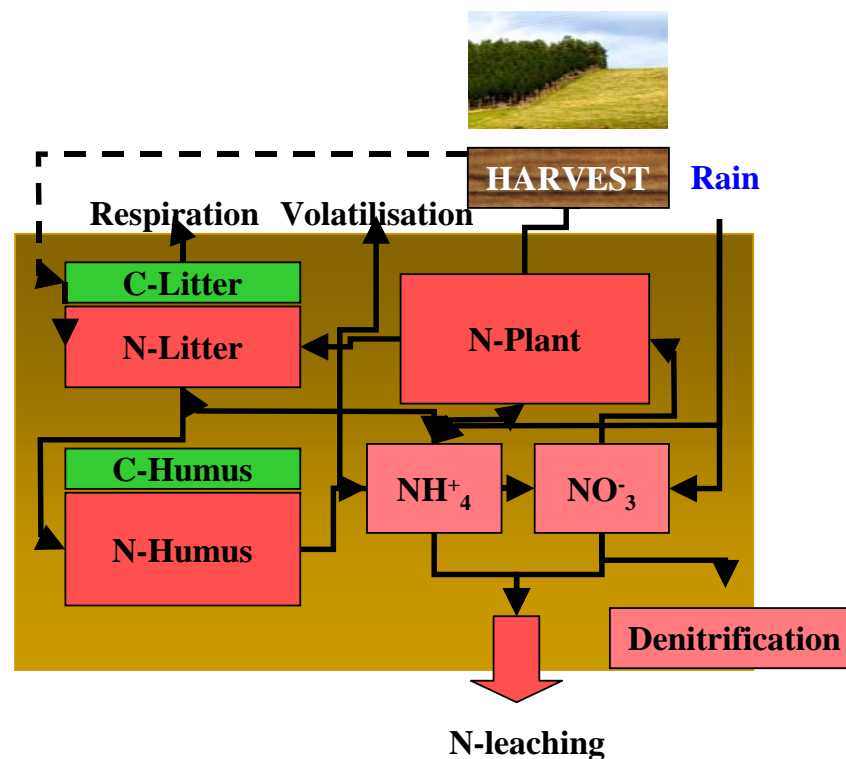 HARVEST
Rain
Respiration
Volatilisation
C-Litter
N-Litter
N-Plant
C-Humus
N-Humus
NH⁺₄
NO⁻₃
Denitrification
N-leaching